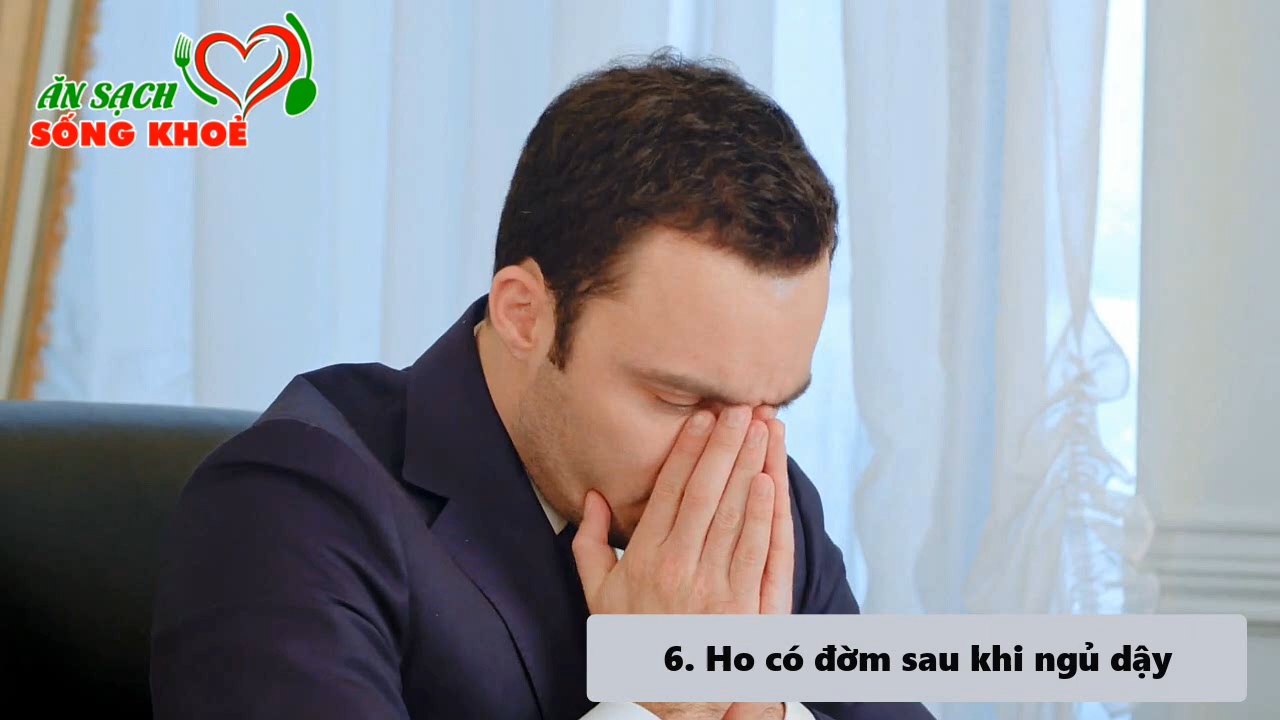 ĂN SẠCH
SỐNG KHOẺ
6. Ho có đờm sau khi ngủ dậy